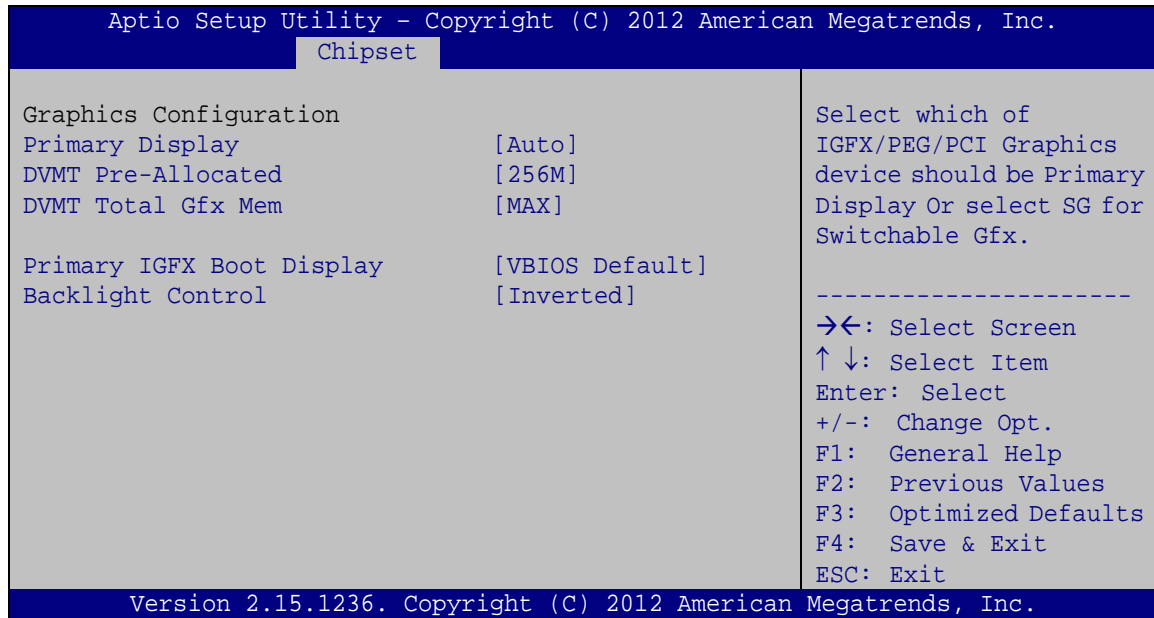 Aptio Setup Utility – Copyright (C) 2012 American Megatrends, Inc.
Chipset
Graphics Configuration
Primary Display [Auto]
DVMT Pre-Allocated [256M]
DVMT Total Gfx Mem [MAX]
Primary IGFX Boot Display [VBIOS Default]
Backlight Control [Inverted]
Select which of
IGFX/PEG/PCI Graphics
device should be Primary
Display Or select SG for
Switchable Gfx.
----------------------
→←: Select Screen
↑ ↓: Select Item
Enter: Select
+/-: Change Opt.
F1: General Help
F2: Previous Values
F3: Optimized Defaults
F4: Save & Exit
ESC: Exit
Version 2.15.1236. Copyright (C) 2012 American Megatrends, Inc.